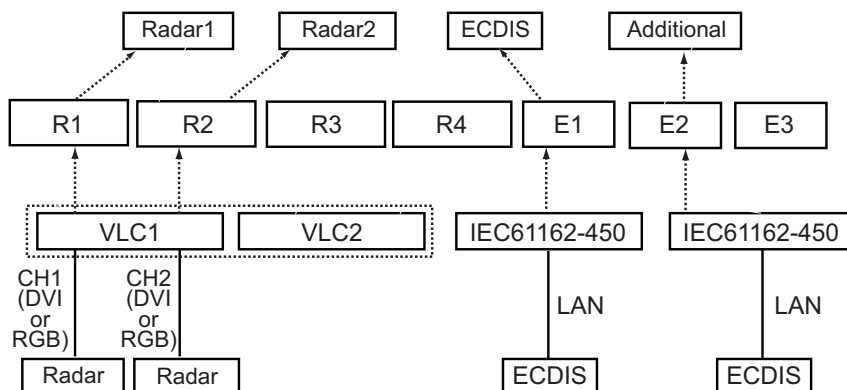 Radar1
Radar2
ECDIS
Additional
R1
R2
R3
R4
E1
E2
E3
VLC1
VLC2
IEC61162-450
IEC61162-450
CH1
(DVI
or
RGB)
CH2
(DVI
or
RGB)
LAN
LAN
Radar
Radar
ECDIS
ECDIS